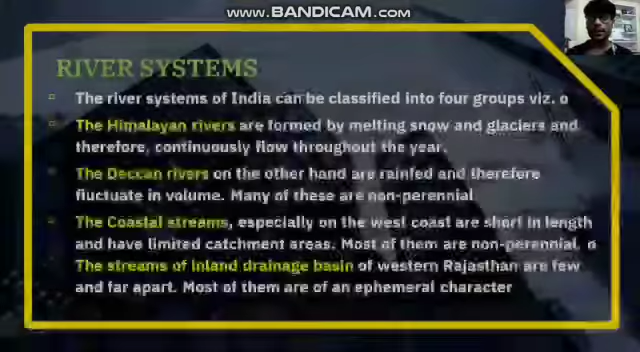 www.BANDICAM.com
RIVER SYSTEMS
The river systems of India can be classified into four groups viz. o
The Himalayan rivers are formed by melting snow and glaciers and
therefore, continuously flow throughout the year.
The Deccan rivers on the other hand are rainfed and therefore
fluctuate in volume. Many of these are non-perennial
The Coastal streams, especially on the west coast are short in length
and have limited catchment areas. Most of them are non-perennial. o
The streams of inland drainage basin of western Rajasthan are few
and far apart. Most of them are of an ephemeral character